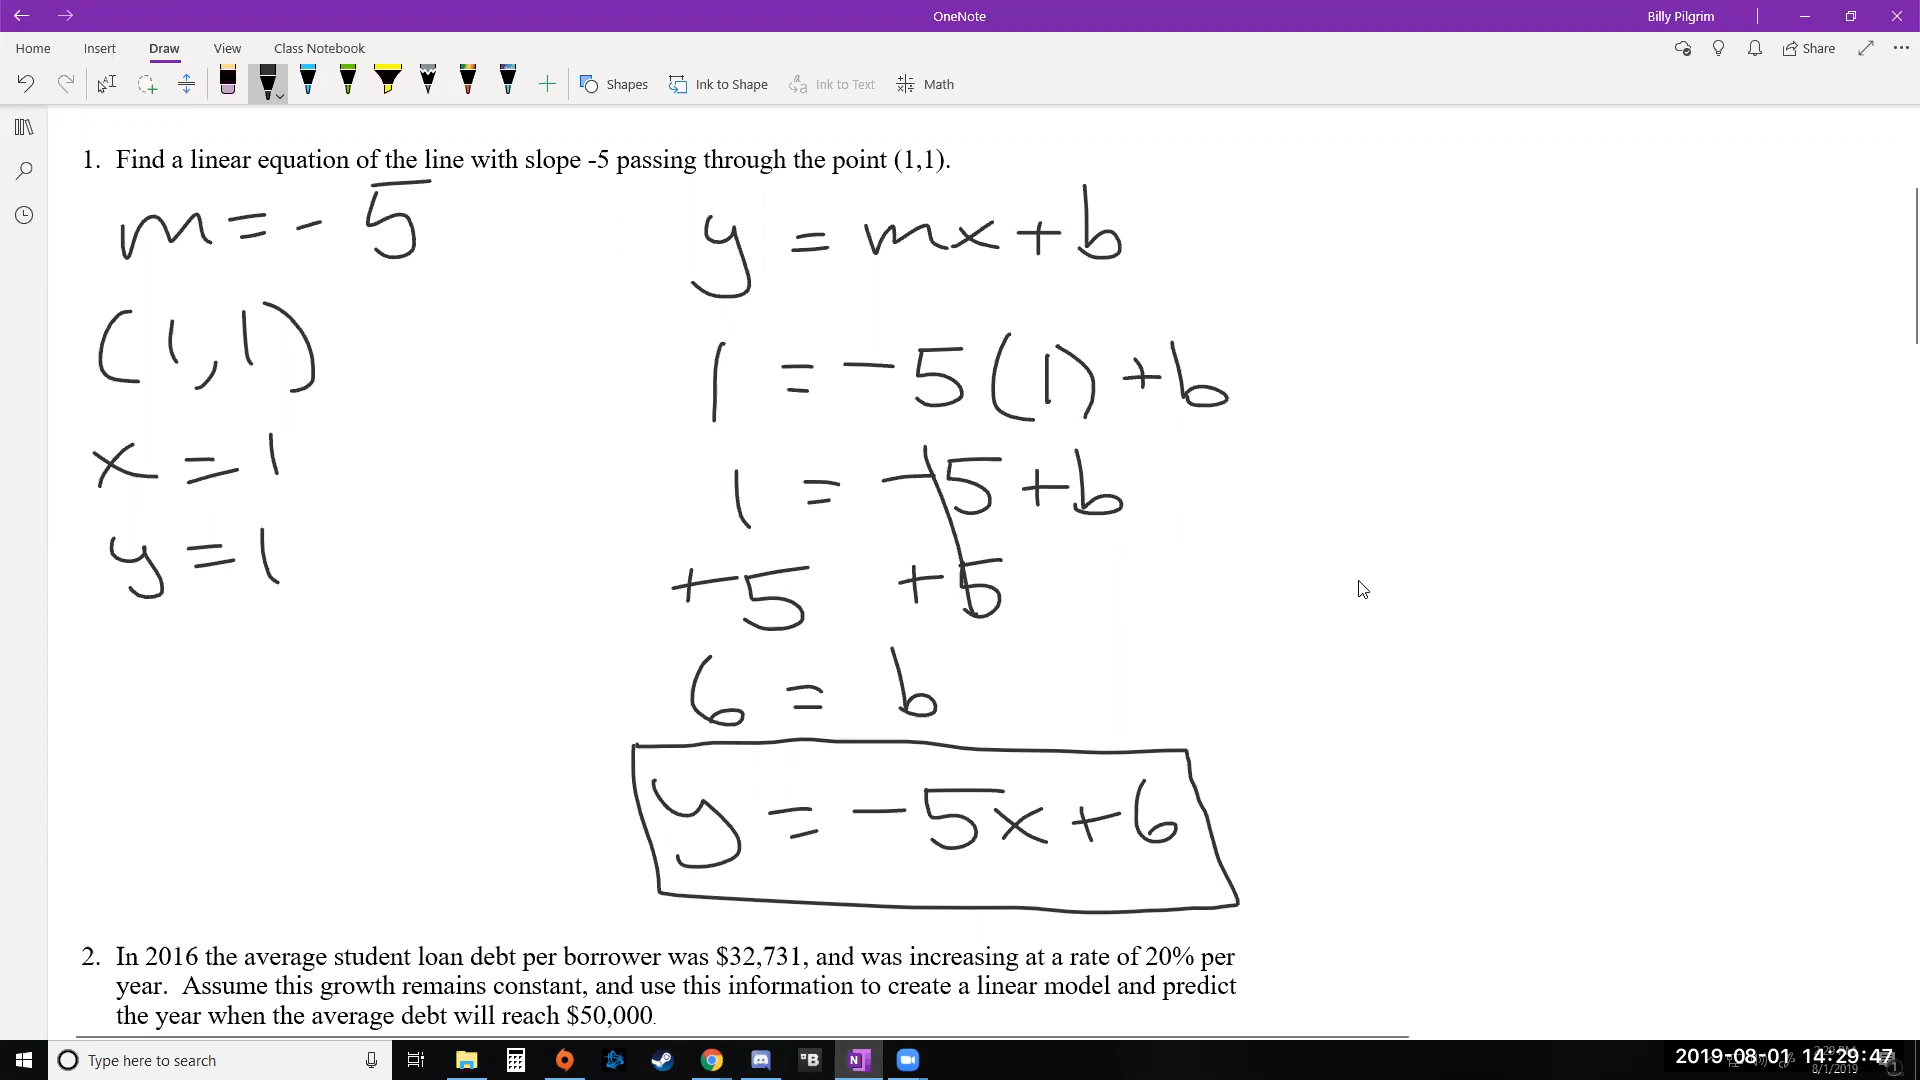 OneNote
Billy Pilgrim
Home Insert Draw View Class Notebook
Share
Shapes Ink to Shape Ink to Text Math
1. Find a linear equation of the line with slope -5 passing through the point (1,1).
m = - 5
(1,1)
x = 1
y = 1
y = mx + b
1 = -5(1) + b
1 = -5 + b
+5 +5
6 = b
y = -5x + 6
2. In 2016 the average student loan debt per borrower was $32,731, and was increasing at a rate of 20% per
year. Assume this growth remains constant, and use this information to create a linear model and predict
the year when the average debt will reach $50,000.
Type here to search
2019-08-01 14:29:47
8/1/2019